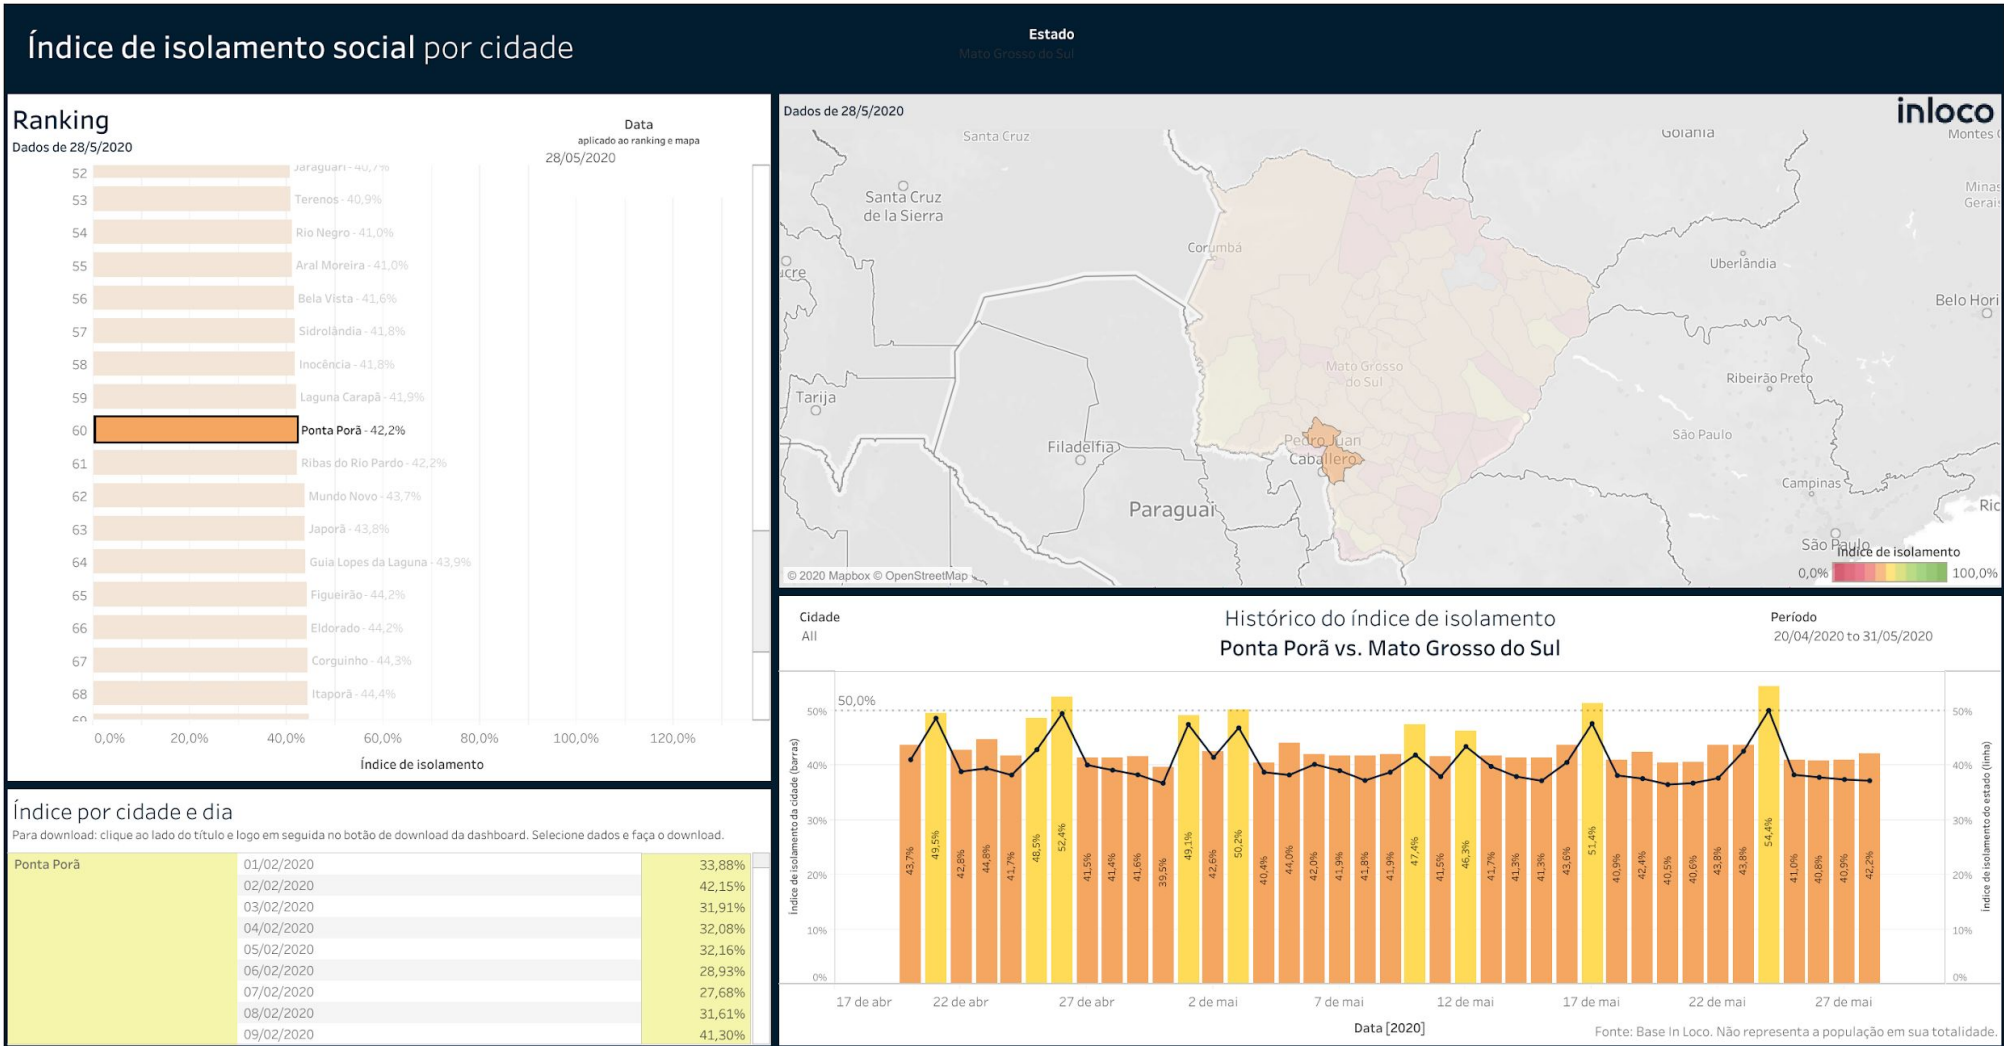 Índice de isolamento social por cidade
Estado
Mato Grosso do Sul
Ranking
Dados de 28/5/2020
Data
aplicado ao ranking e mapa
28/05/2020
52 Jaraguari - 40,7%
53 Terenos - 40,9%
54 Rio Negro - 41,0%
55 Aral Moreira - 41,0%
56 Bela Vista - 41,6%
57 Sidrolândia - 41,8%
58 Inocência - 41,8%
59 Laguna Carapã - 41,9%
60 Ponta Porã - 42,2%
61 Ribas do Rio Pardo - 42,2%
62 Mundo Novo - 43,7%
63 Japorã - 43,8%
64 Guia Lopes da Laguna - 43,9%
65 Figueirão - 44,2%
66 Eldorado - 44,2%
67 Corguinho - 44,3%
68 Itaporã - 44,4%
69
0,0% 20,0% 40,0% 60,0% 80,0% 100,0% 120,0%
Índice de isolamento
Índice por cidade e dia
Para download: clique ao lado do título e logo em seguida no botão de download da dashboard. Selecione dados e faça o download.
Ponta Porã 01/02/2020 33,88%
02/02/2020 42,15%
03/02/2020 31,91%
04/02/2020 32,08%
05/02/2020 32,16%
06/02/2020 28,93%
07/02/2020 27,68%
08/02/2020 31,61%
09/02/2020 41,30%
Dados de 28/5/2020
inloco
Santa Cruz
Goiânia
Montes
Santa Cruz
de la Sierra
Minas
Gerais
Corumbá
ucre
Uberlândia
Belo Hori
Mato Grosso
do Sul
Ribeirão Preto
Tarija
Pedro Juan
Caballero
Filadelfia
São Paulo
Campinas
Paraguai
Ric
São Paulo
Índice de isolamento
0,0% 100,0%
© 2020 Mapbox © OpenStreetMap
Cidade
All
Histórico do índice de isolamento
Ponta Porã vs. Mato Grosso do Sul
Período
20/04/2020 to 31/05/2020
Índice de isolamento da cidade (barras)
50%
40%
30%
20%
10%
0%
50,0%
43,7% 49,5% 42,8% 44,8% 41,7% 48,5% 52,4% 41,5% 41,4% 41,6% 39,5% 49,1% 42,6% 50,2% 40,4% 44,0% 42,0% 41,9% 41,8% 41,9% 47,4% 41,5% 46,3% 41,7% 41,3% 41,3% 43,6% 51,4% 40,9% 42,4% 40,5% 40,6% 43,8% 43,8% 54,4% 41,0% 40,8% 40,9% 42,2%
50%
40%
30%
20%
10%
0%
Índice de isolamento do estado (linha)
17 de abr 22 de abr 27 de abr 2 de mai 7 de mai 12 de mai 17 de mai 22 de mai 27 de mai
Data [2020]
Fonte: Base In Loco. Não representa a população em sua totalidade.